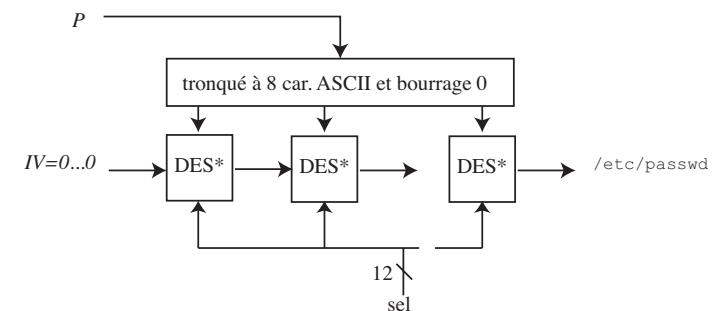 P
tronqué à 8 car. ASCII et bourrage 0
IV=0...0
DES*
DES*
DES*
/etc/passwd
12
sel